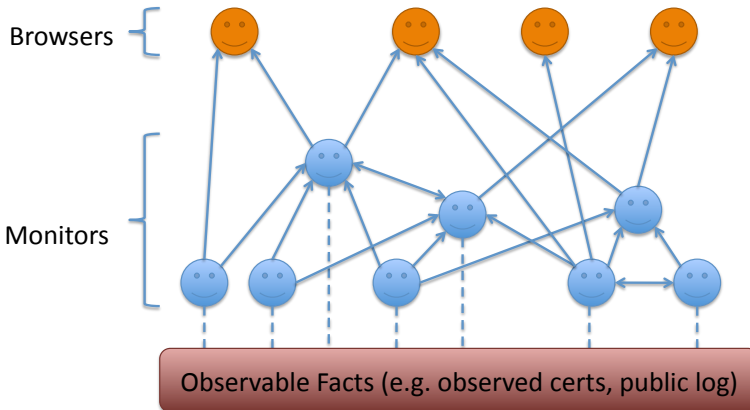 Browsers
Monitors
Observable Facts (e.g. observed certs, public log)